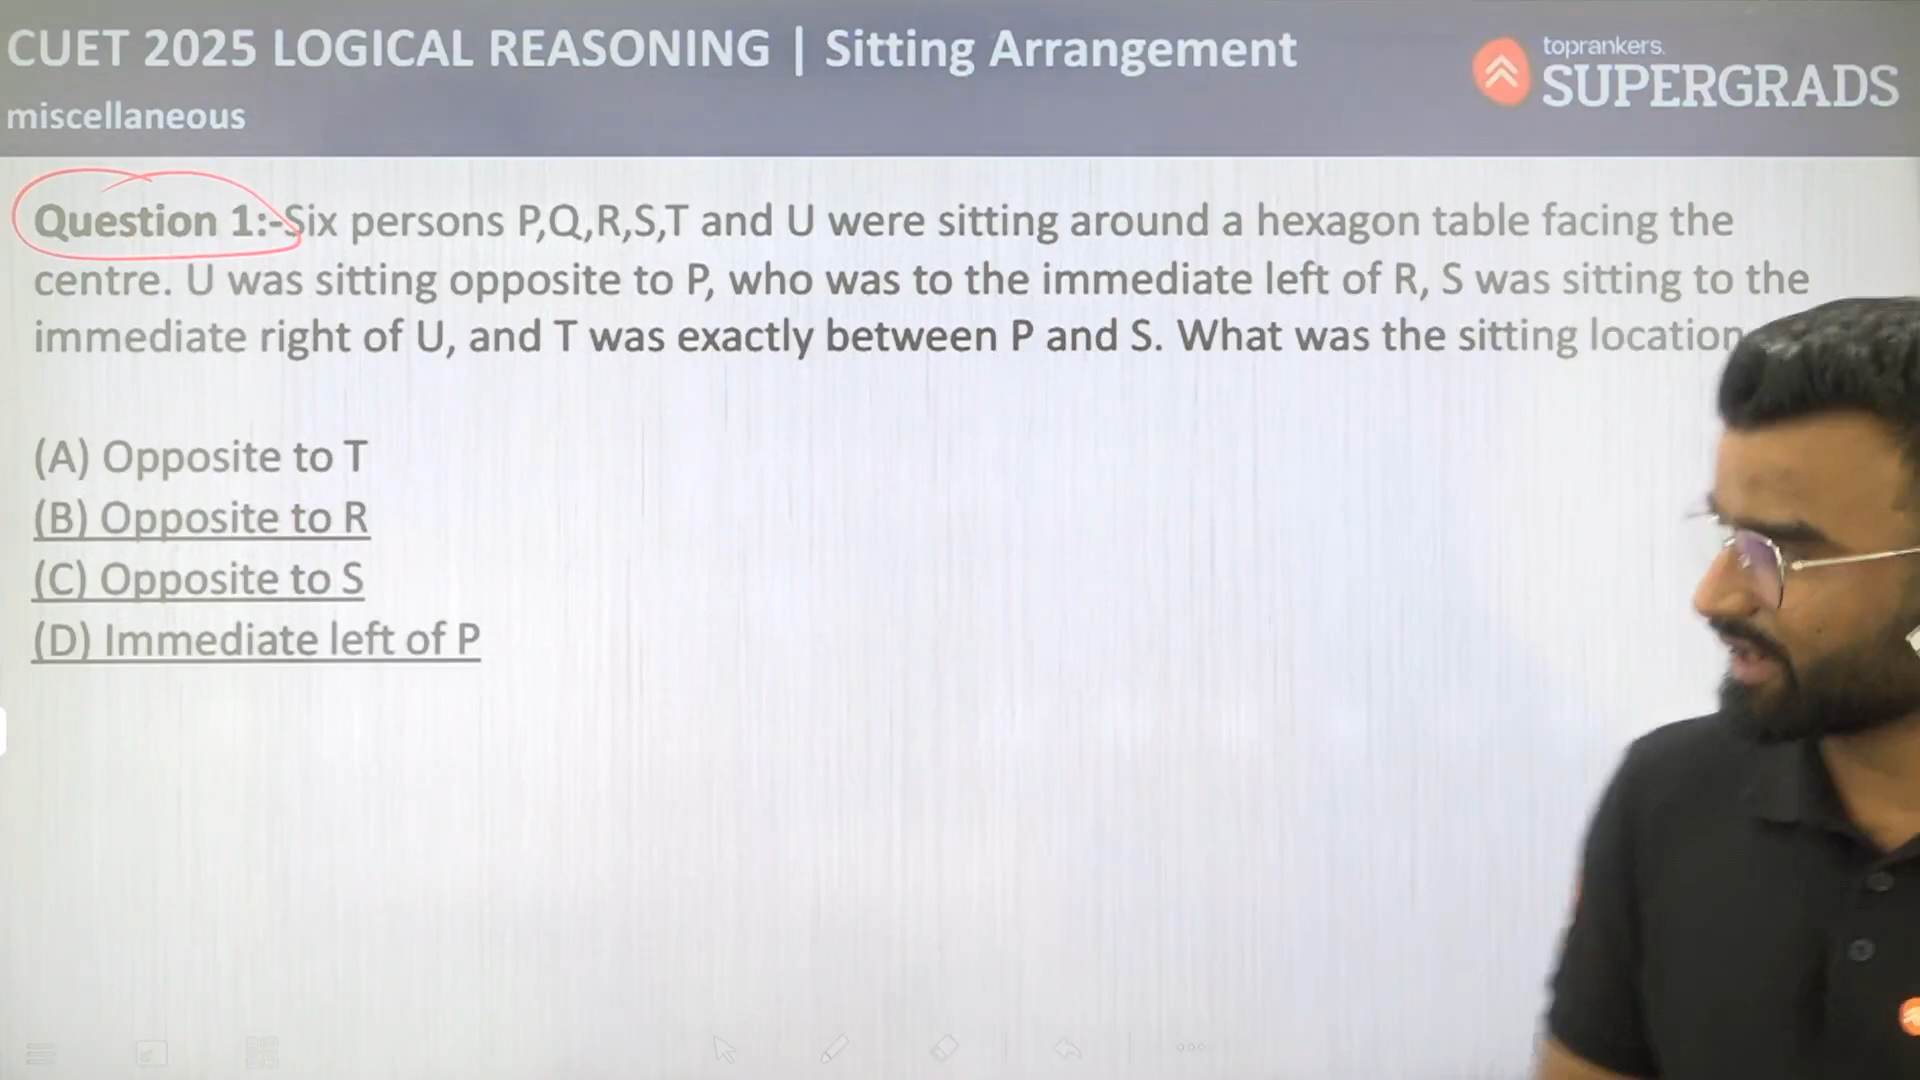 CUET 2025 LOGICAL REASONING | Sitting Arrangement
miscellaneous
toprankers.
SUPERGRADS
Question 1:-Six persons P,Q,R,S,T and U were sitting around a hexagon table facing the
centre. U was sitting opposite to P, who was to the immediate left of R, S was sitting to the
immediate right of U, and T was exactly between P and S. What was the sitting location
(A) Opposite to T
(B) Opposite to R
(C) Opposite to S
(D) Immediate left of P